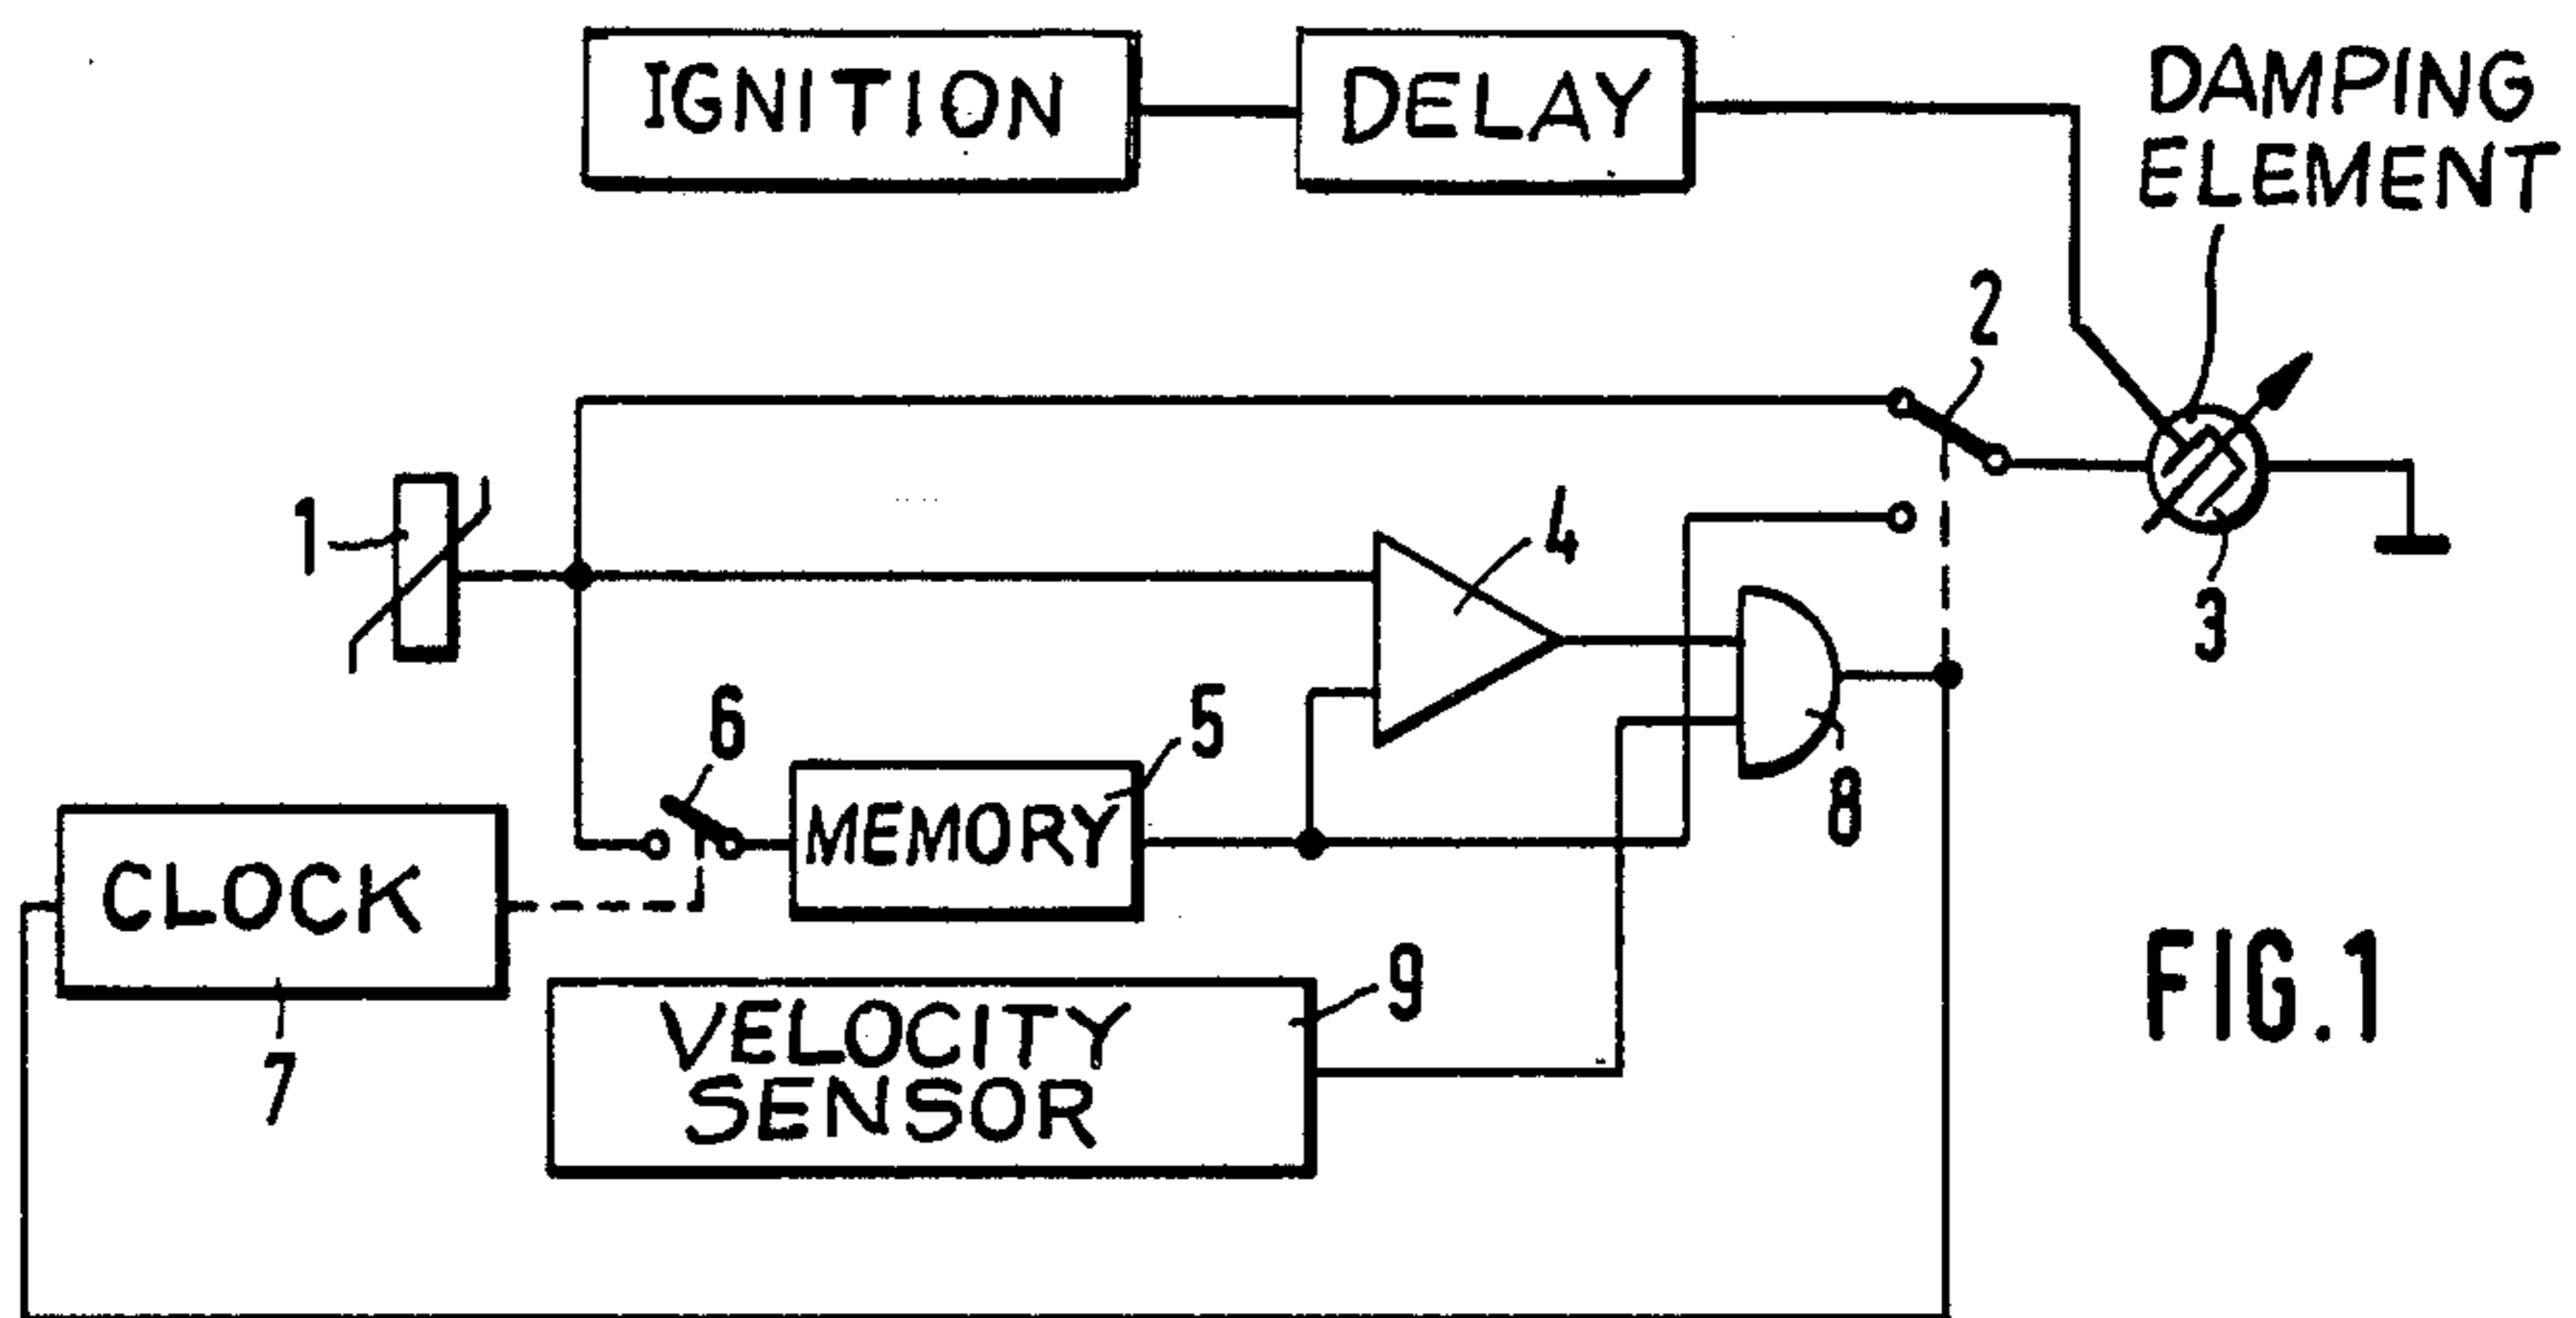 IGNITION
DELAY
DAMPING
ELEMENT
2
1
4
3
6
5
8
MEMORY
CLOCK
7
9
VELOCITY
SENSOR
FIG.1